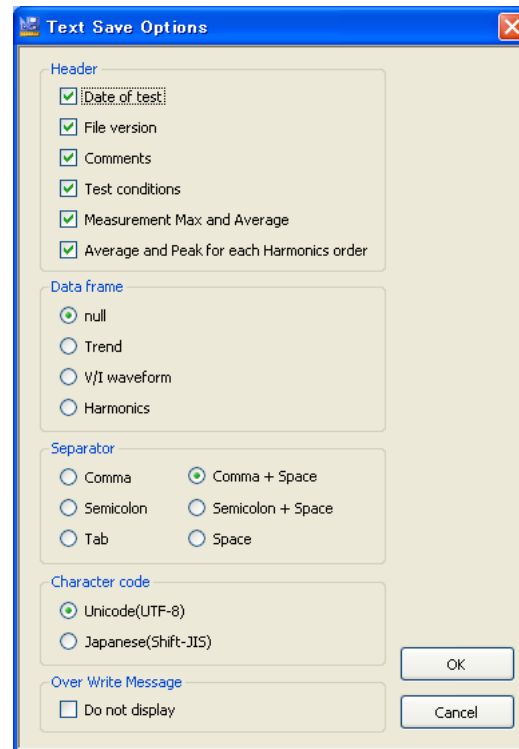 Text Save Options
Header
Date of test
File version
Comments
Test conditions
Measurement Max and Average
Average and Peak for each Harmonics order
Data frame
null
Trend
V/I waveform
Harmonics
Separator
Comma
Comma + Space
Semicolon
Semicolon + Space
Tab
Space
Character code
Unicode(UTF-8)
Japanese(Shift-JIS)
Over Write Message
Do not display
OK
Cancel